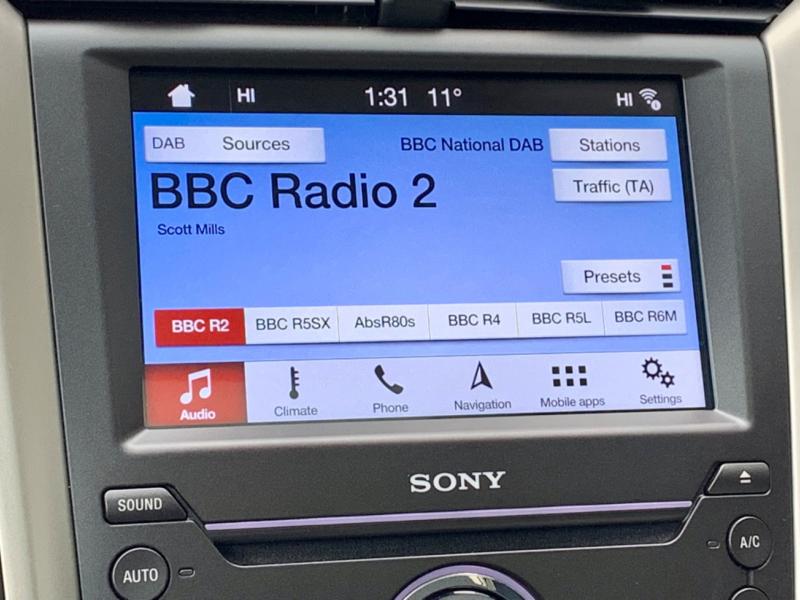 HI 1:31 11° HI
DAB Sources BBC National DAB Stations
BBC Radio 2 Traffic (TA)
Scott Mills
Presets
BBC R2 BBC R5SX AbsR80s BBC R4 BBC R5L BBC R6M
Audio Climate Phone Navigation Mobile apps Settings
SONY
SOUND
AUTO A/C